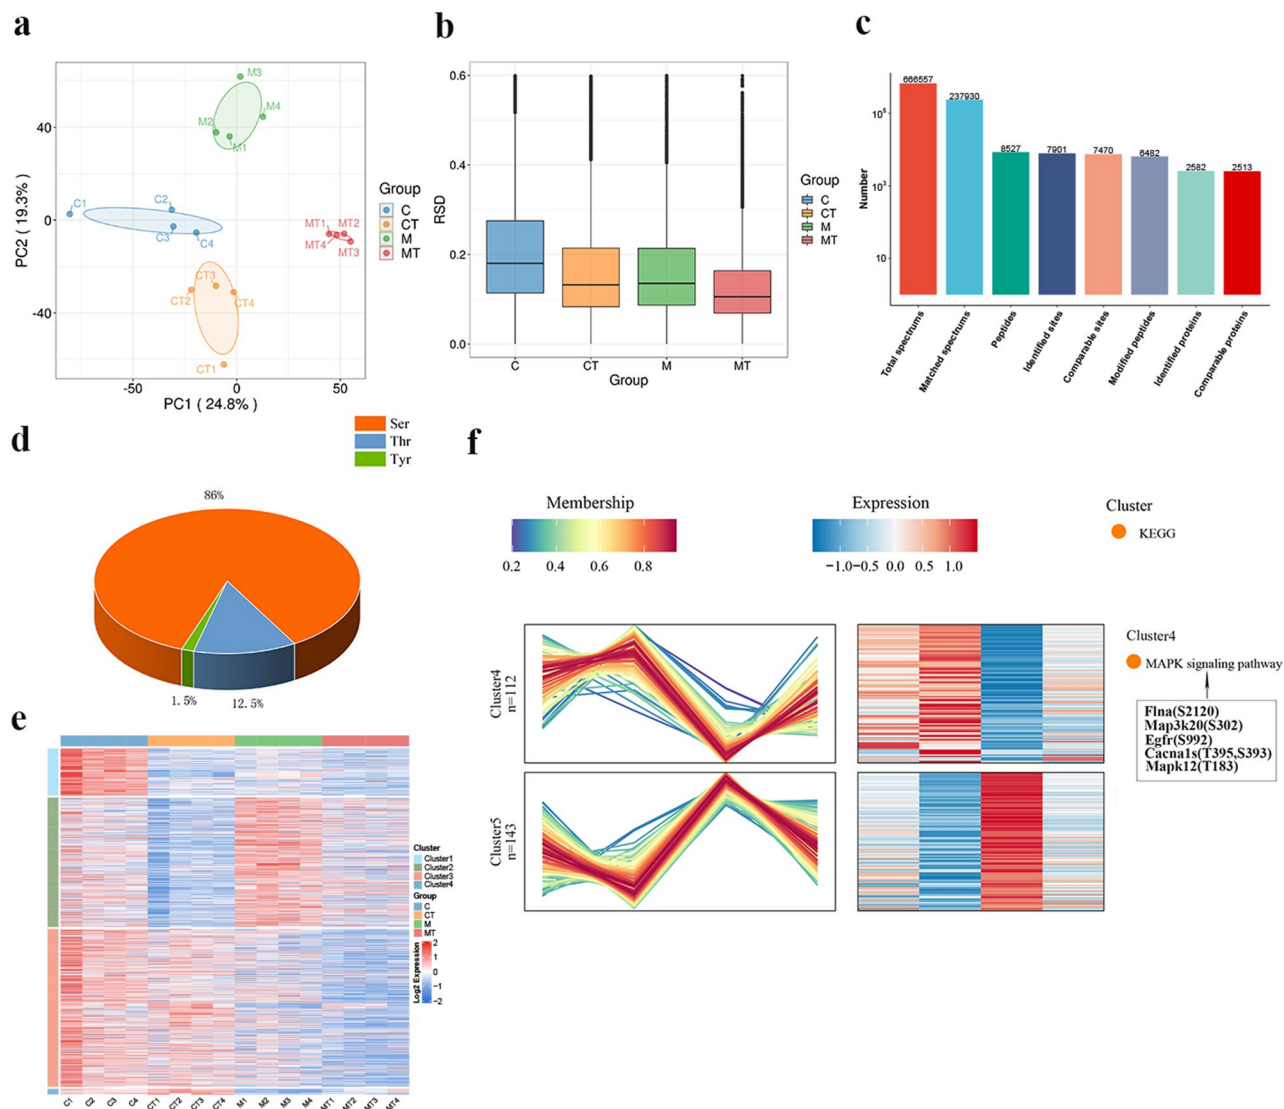 a
M3
M4
M2
M1
C1
C2
C3
C4
MT1
MT2
MT4
MT3
CT3
CT2
CT4
CT1
40
0
-40
-50
0
50
PC2 ( 19.3% )
PC1 ( 24.8% )
Group
C
CT
M
MT
b
0.6
0.4
0.2
0.0
RSD
C
CT
M
MT
Group
Group
C
CT
M
MT
c
666557
237930
8527
7901
7470
6482
2582
2513
10^5
10^3
10
Number
Total spectrums
Matched spectrums
Peptides
Identified sites
Comparable sites
Modified peptides
Identified proteins
Comparable proteins
d
Ser
Thr
Tyr
86%
1.5%
12.5%
e
Cluster
Cluster1
Cluster2
Cluster3
Cluster4
Group
C
CT
M
MT
Log2 Expression
2
1
0
−1
−2
C1
C2
C3
C4
CT1
CT2
CT3
CT4
M1
M2
M3
M4
MT1
MT2
MT3
MT4
f
Membership
0.2 0.4 0.6 0.8
Expression
−1.0−0.5 0.0 0.5 1.0
Cluster
KEGG
Cluster4
n=112
Cluster5
n=143
Cluster4
MAPK signaling pathway
Flna(S2120)
Map3k20(S302)
Egfr(S992)
Cacna1s(T395,S393)
Mapk12(T183)